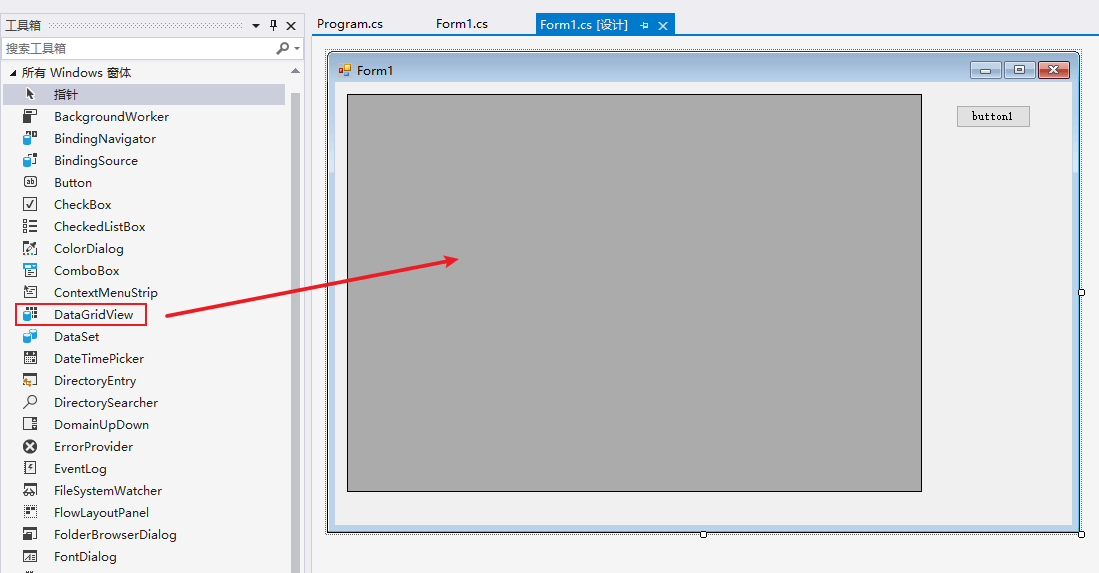 工具箱
搜索工具箱
所有 Windows 窗体
指针
BackgroundWorker
BindingNavigator
BindingSource
Button
CheckBox
CheckedListBox
ColorDialog
ComboBox
ContextMenuStrip
DataGridView
DataSet
DateTimePicker
DirectoryEntry
DirectorySearcher
DomainUpDown
ErrorProvider
EventLog
FileSystemWatcher
FlowLayoutPanel
FolderBrowserDialog
FontDialog
Program.cs
Form1.cs
Form1.cs [设计]
Form1
button1